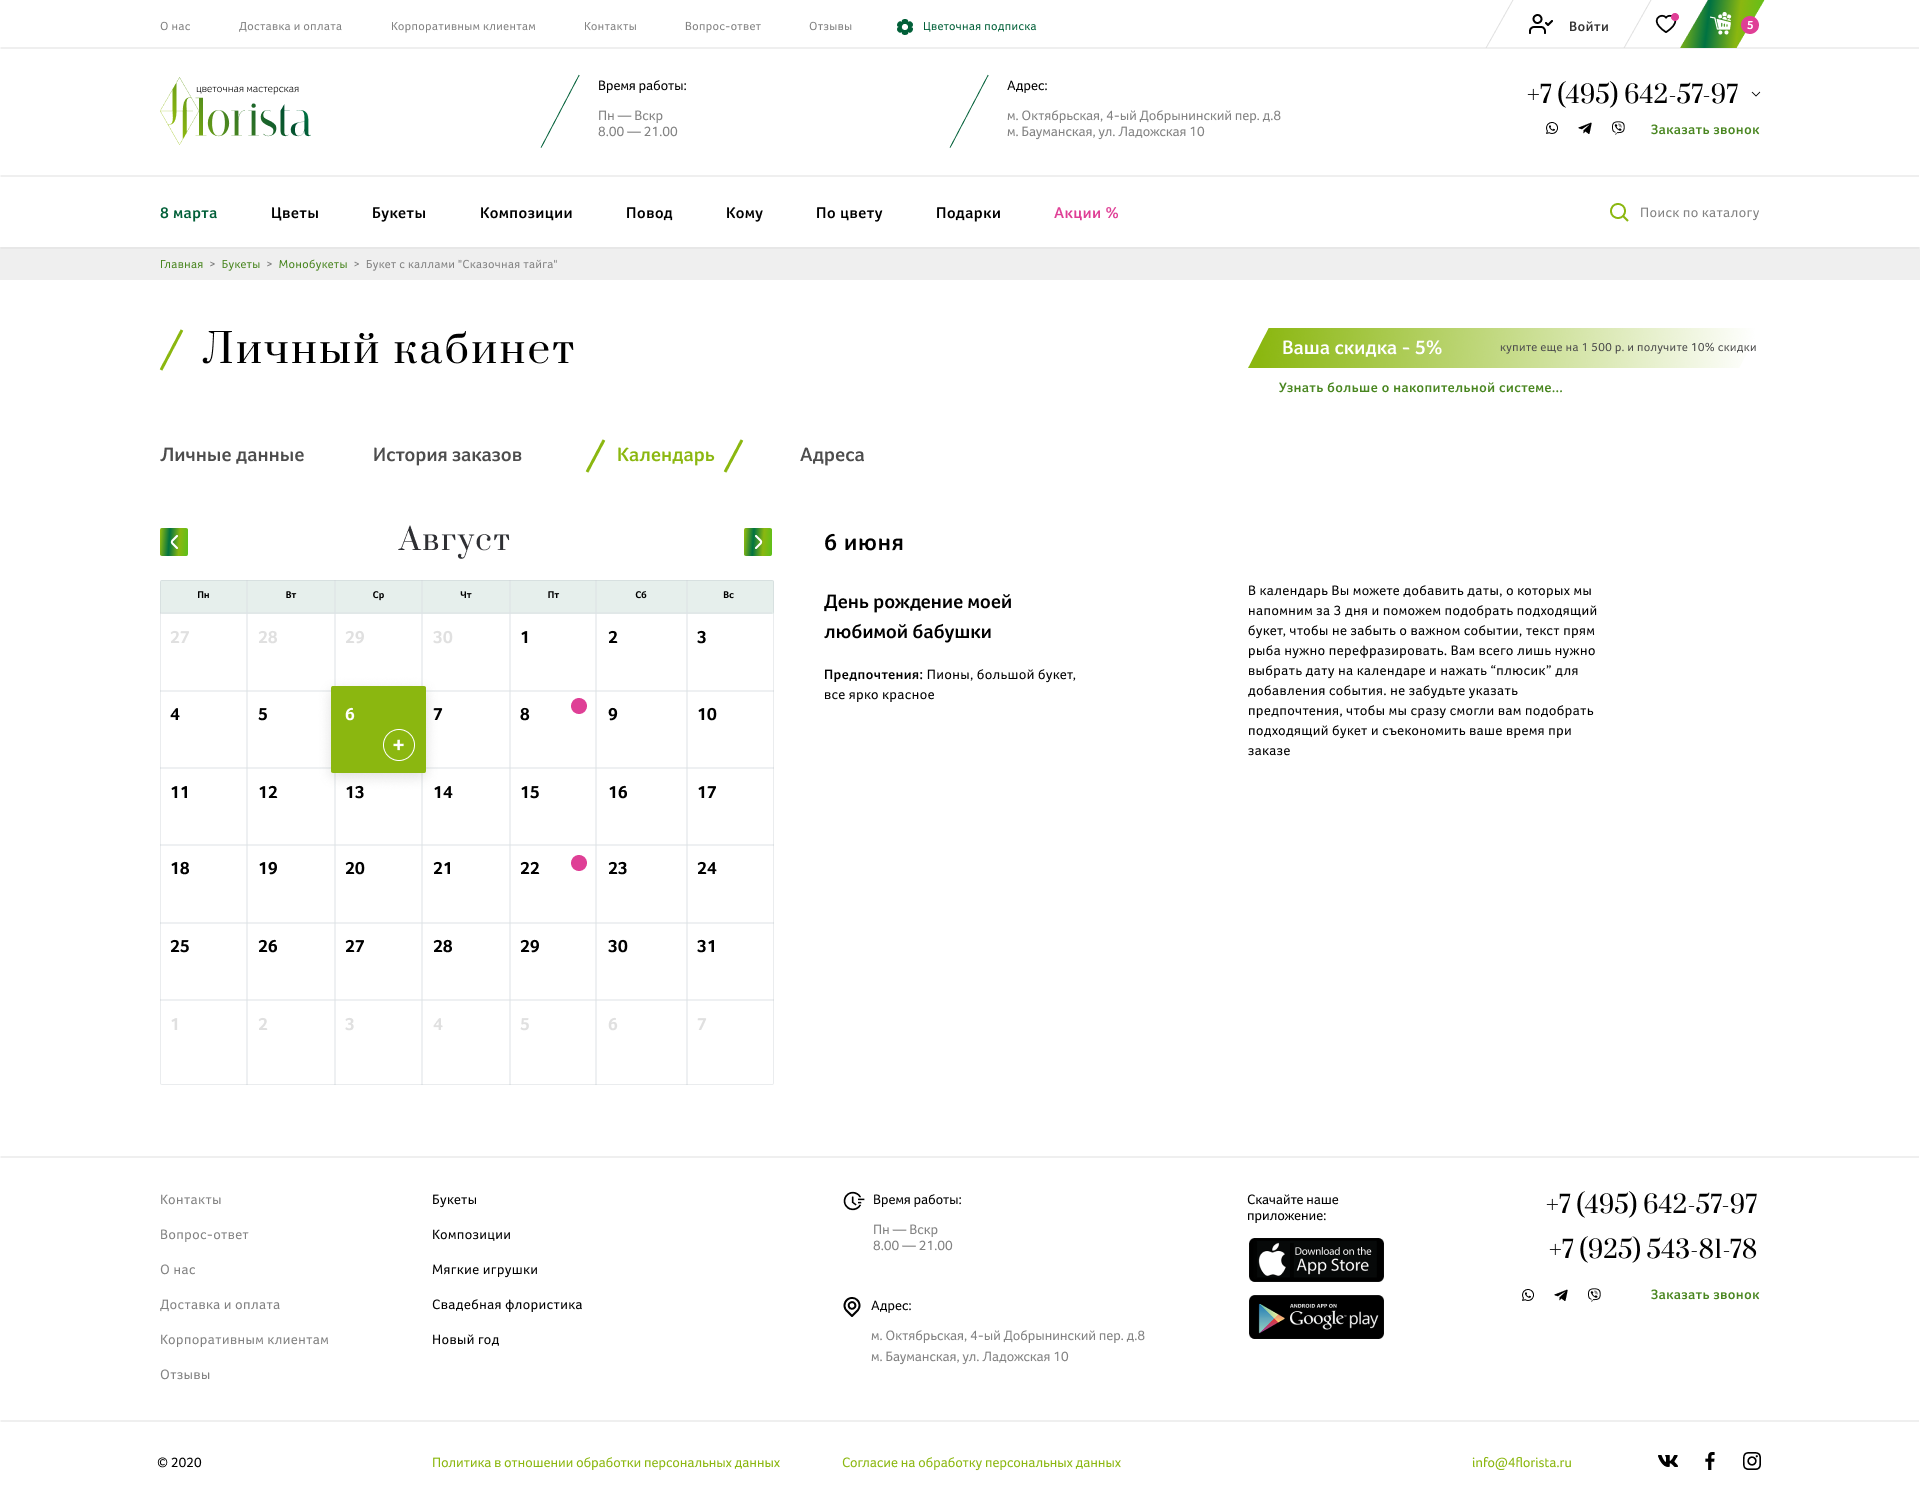 О нас
Доставка и оплата
Корпоративным клиентам
Контакты
Вопрос-ответ
Отзывы
Цветочная подписка
Войти
5
цветочная мастерская
4florista
Время работы:
Пн — Вскр
8.00 — 21.00
Адрес:
м. Октябрьская, 4-ый Добрынинский пер. д.8
м. Бауманская, ул. Ладожская 10
+7 (495) 642-57-97
Заказать звонок
8 марта
Цветы
Букеты
Композиции
Повод
Кому
По цвету
Подарки
Акции %
Поиск по каталогу
Главная > Букеты > Монобукеты > Букет с каллами "Сказочная тайга"
Личный кабинет
Ваша скидка - 5%
купите еще на 1 500 р. и получите 10% скидки
Узнать больше о накопительной системе...
Личные данные
История заказов
Календарь
Адреса
Август
Пн Вт Ср Чт Пт Сб Вс
27 28 29 30 1 2 3
4 5 6 7 8 9 10
+
11 12 13 14 15 16 17
18 19 20 21 22 23 24
25 26 27 28 29 30 31
1 2 3 4 5 6 7
6 июня
День рождение моей
любимой бабушки
Предпочтения: Пионы, большой букет,
все ярко красное
В календарь Вы можете добавить даты, о которых мы
напомним за 3 дня и поможем подобрать подходящий
букет, чтобы не забыть о важном событии, текст прям
рыба нужно перефразировать. Вам всего лишь нужно
выбрать дату на календаре и нажать “плюсик” для
добавления события. не забудьте указать
предпочтения, чтобы мы сразу смогли вам подобрать
подходящий букет и съекономить ваше время при
заказе
Контакты
Вопрос-ответ
О нас
Доставка и оплата
Корпоративным клиентам
Отзывы
Букеты
Композиции
Мягкие игрушки
Свадебная флористика
Новый год
Время работы:
Пн — Вскр
8.00 — 21.00
Адрес:
м. Октябрьская, 4-ый Добрынинский пер. д.8
м. Бауманская, ул. Ладожская 10
Скачайте наше
приложение:
Download on the
App Store
ANDROID APP ON
Google play
+7 (495) 642-57-97
+7 (925) 543-81-78
Заказать звонок
© 2020
Политика в отношении обработки персональных данных
Согласие на обработку персональных данных
info@4florista.ru